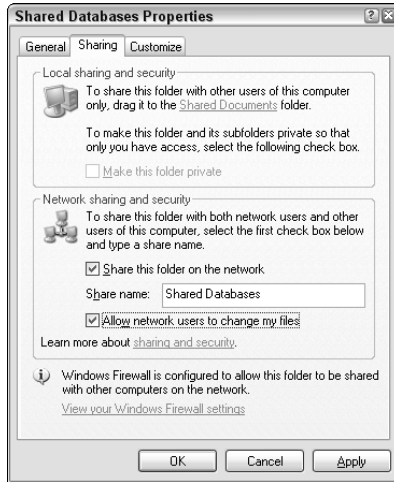 Shared Databases Properties
General Sharing Customize
Local sharing and security
To share this folder with other users of this computer
only, drag it to the Shared Documents folder.
To make this folder and its subfolders private so that
only you have access, select the following check box.
Make this folder private
Network sharing and security
To share this folder with both network users and other
users of this computer, select the first check box below
and type a share name.
Share this folder on the network
Share name: Shared Databases
Allow network users to change my files
Learn more about sharing and security.
Windows Firewall is configured to allow this folder to be shared
with other computers on the network.
View your Windows Firewall settings
OK Cancel Apply